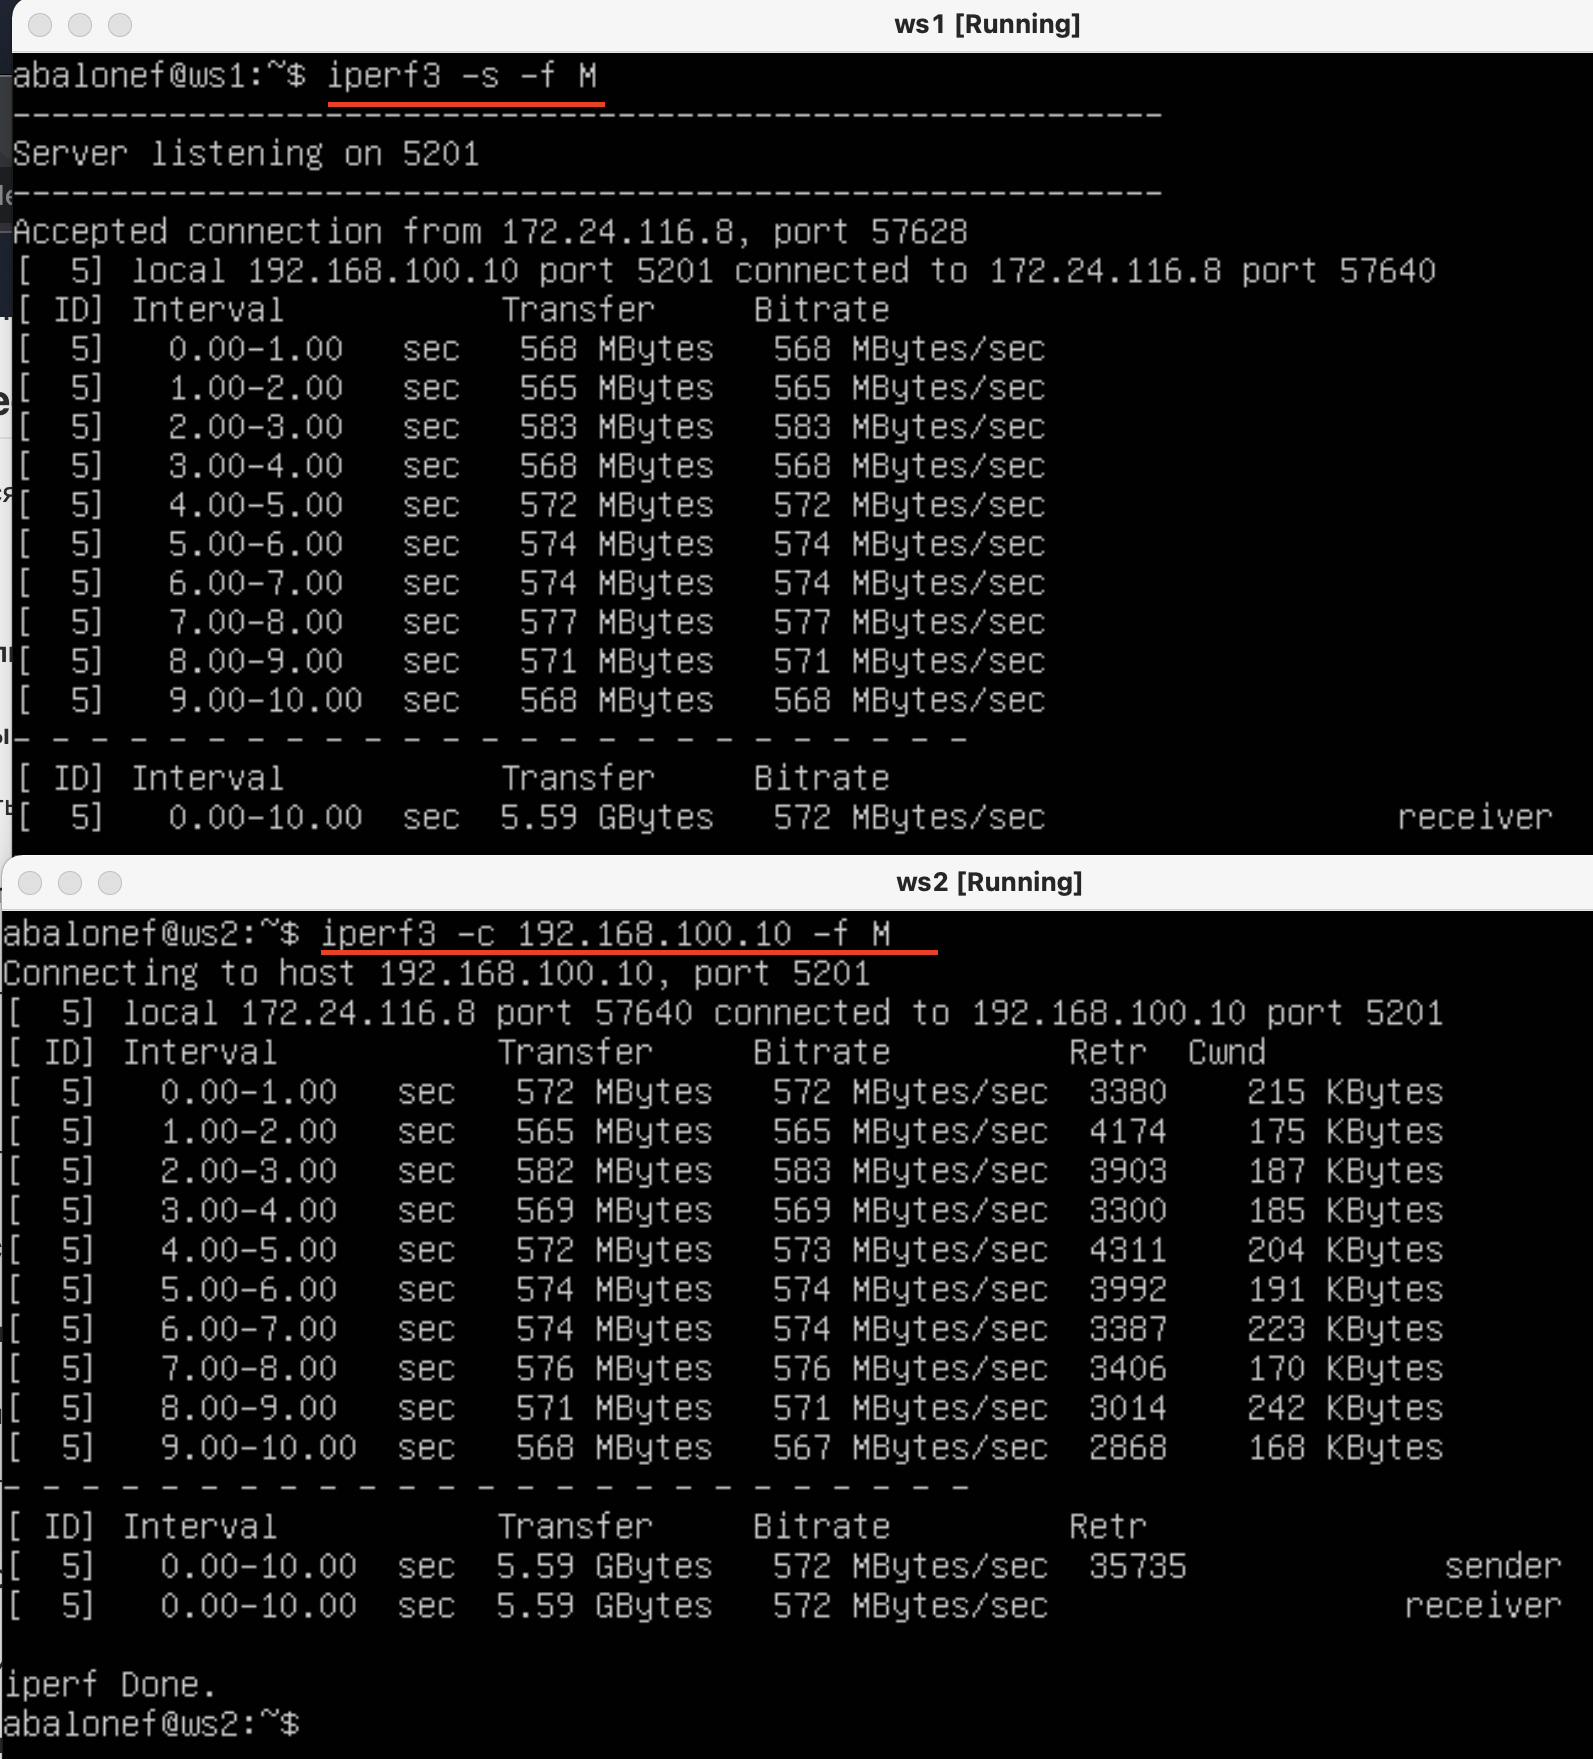 ws1 [Running]
abalonef@ws1:~$ iperf3 -s -f M
-----------------------------------------------------------
Server listening on 5201
-----------------------------------------------------------
Accepted connection from 172.24.116.8, port 57628
[  5] local 192.168.100.10 port 5201 connected to 172.24.116.8 port 57640
[ ID] Interval           Transfer     Bitrate
[  5]   0.00-1.00   sec   568 MBytes   568 MBytes/sec
[  5]   1.00-2.00   sec   565 MBytes   565 MBytes/sec
[  5]   2.00-3.00   sec   583 MBytes   583 MBytes/sec
[  5]   3.00-4.00   sec   568 MBytes   568 MBytes/sec
[  5]   4.00-5.00   sec   572 MBytes   572 MBytes/sec
[  5]   5.00-6.00   sec   574 MBytes   574 MBytes/sec
[  5]   6.00-7.00   sec   574 MBytes   574 MBytes/sec
[  5]   7.00-8.00   sec   577 MBytes   577 MBytes/sec
[  5]   8.00-9.00   sec   571 MBytes   571 MBytes/sec
[  5]   9.00-10.00  sec   568 MBytes   568 MBytes/sec
- - - - - - - - - - - - - - - - - - - - - - - - -
[ ID] Interval           Transfer     Bitrate
[  5]   0.00-10.00  sec  5.59 GBytes   572 MBytes/sec                  receiver
ws2 [Running]
abalonef@ws2:~$ iperf3 -c 192.168.100.10 -f M
Connecting to host 192.168.100.10, port 5201
[  5] local 172.24.116.8 port 57640 connected to 192.168.100.10 port 5201
[ ID] Interval           Transfer     Bitrate         Retr  Cwnd
[  5]   0.00-1.00   sec   572 MBytes   572 MBytes/sec  3380    215 KBytes
[  5]   1.00-2.00   sec   565 MBytes   565 MBytes/sec  4174    175 KBytes
[  5]   2.00-3.00   sec   582 MBytes   583 MBytes/sec  3903    187 KBytes
[  5]   3.00-4.00   sec   569 MBytes   569 MBytes/sec  3300    185 KBytes
[  5]   4.00-5.00   sec   572 MBytes   573 MBytes/sec  4311    204 KBytes
[  5]   5.00-6.00   sec   574 MBytes   574 MBytes/sec  3992    191 KBytes
[  5]   6.00-7.00   sec   574 MBytes   574 MBytes/sec  3387    223 KBytes
[  5]   7.00-8.00   sec   576 MBytes   576 MBytes/sec  3406    170 KBytes
[  5]   8.00-9.00   sec   571 MBytes   571 MBytes/sec  3014    242 KBytes
[  5]   9.00-10.00  sec   568 MBytes   567 MBytes/sec  2868    168 KBytes
- - - - - - - - - - - - - - - - - - - - - - - - -
[ ID] Interval           Transfer     Bitrate         Retr
[  5]   0.00-10.00  sec  5.59 GBytes   572 MBytes/sec  35735             sender
[  5]   0.00-10.00  sec  5.59 GBytes   572 MBytes/sec                  receiver
iperf Done.
abalonef@ws2:~$